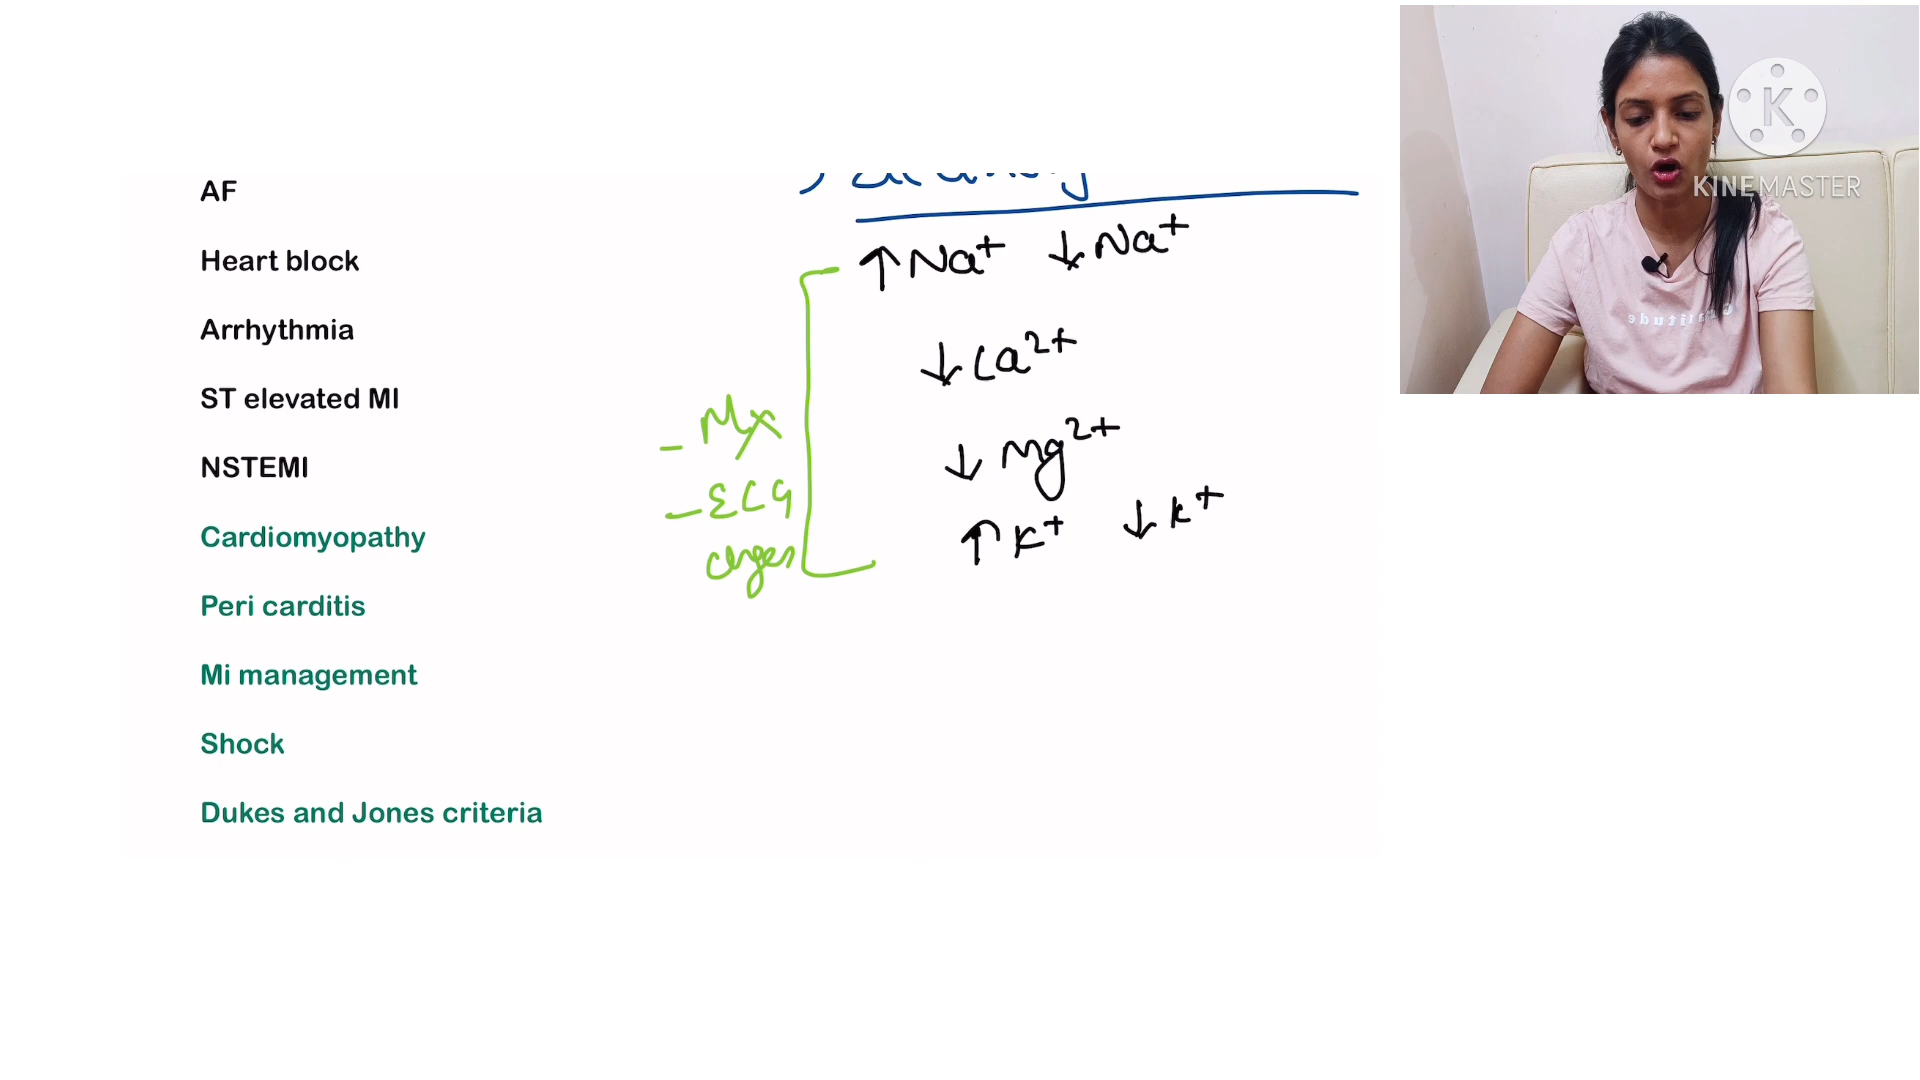 AF
Heart block
Arrhythmia
ST elevated MI
NSTEMI
Cardiomyopathy
Peri carditis
Mi management
Shock
Dukes and Jones criteria
↑Na+ ↓Na+
↓Ca2+
↓Mg2+
↑K+ ↓K+
- Mx
- ECG
KINEMASTER